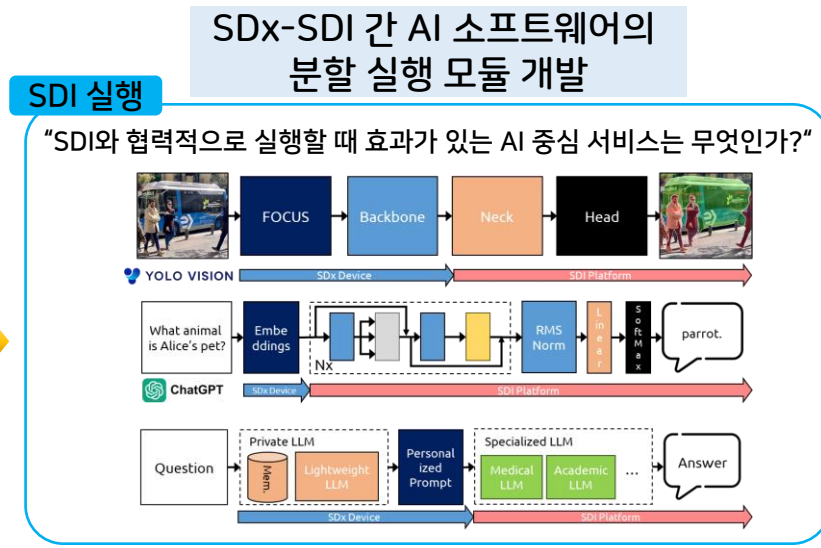 SDx-SDI 간 AI 소프트웨어의
분할 실행 모듈 개발
SDI 실행
“SDI와 협력적으로 실행할 때 효과가 있는 AI 중심 서비스는 무엇인가?“
FOCUS
Backbone
Neck
Head
YOLO VISION
SDx Device
SDI Platform
What animal
is Alice's pet?
Embe
ddings
Nx
RMS
Norm
Linear
SoftMax
parrot.
ChatGPT
SDx Device
SDI Platform
Question
Private LLM
Mem.
Lightweight
LLM
Personal
ized
Prompt
Specialized LLM
Medical
LLM
Academic
LLM
...
Answer
SDx Device
SDI Platform